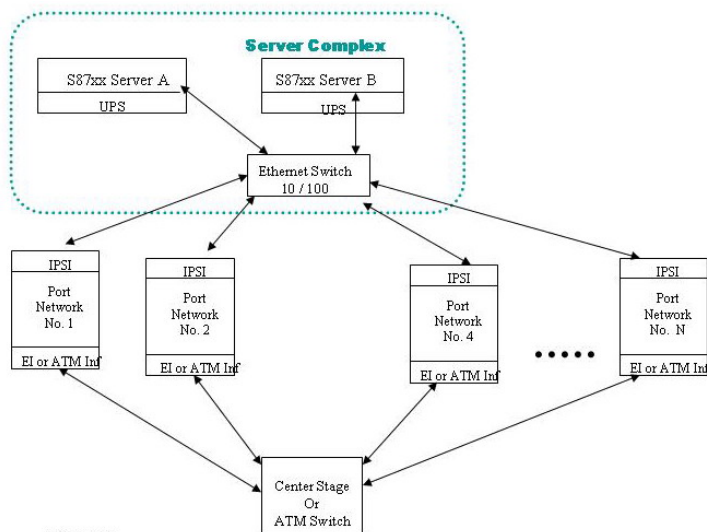 Server Complex
S87xx Server A
UPS
S87xx Server B
UPS
Ethernet Switch
10 / 100
IPSI
Port
Network
No. 1
EI or ATM Inf
IPSI
Port
Network
No. 2
EI or ATM Inf
IPSI
Port
Network
No. 4
EI or ATM Inf
IPSI
Port
Network
No. N
EI or ATM Inf
Center Stage
Or
ATM Switch